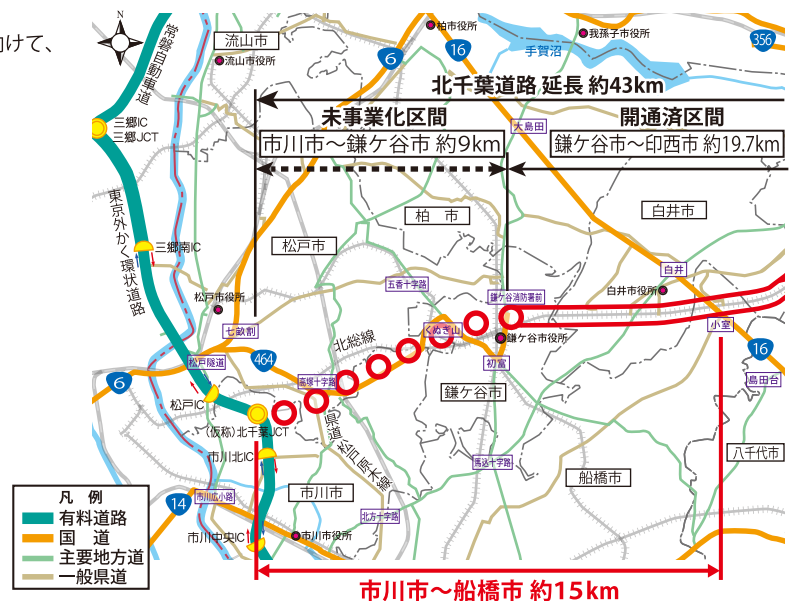 向けて、
N
常磐自動車道
流山市
流山市役所
柏市役所
我孫子市役所
手賀沼
6
16
356
北千葉道路 延長 約43km
未事業化区間
開通済区間
市川市～鎌ケ谷市 約9km
鎌ケ谷市～印西市 約19.7km
大島田
三郷IC
三郷JCT
東京外かく環状道路
三郷南IC
松戸市
柏 市
白井市
松戸市役所
五香十字路
鎌ケ谷消防署前
白井市役所
白井
七畝割
北総線
くぬぎ山
鎌ケ谷市役所
小室
松戸隧道
464
初富
16
6
高塚十字路
島田台
松戸IC
鎌ケ谷市
(仮称)北千葉JCT
県道 松戸原木線
市川北IC
馬込十字路
八千代市
船橋市
市川市
14
市川広小路
北方十字路
市川中央IC
市川市役所
凡 例
有料道路
国 道
主要地方道
一般県道
市川市～船橋市 約15km